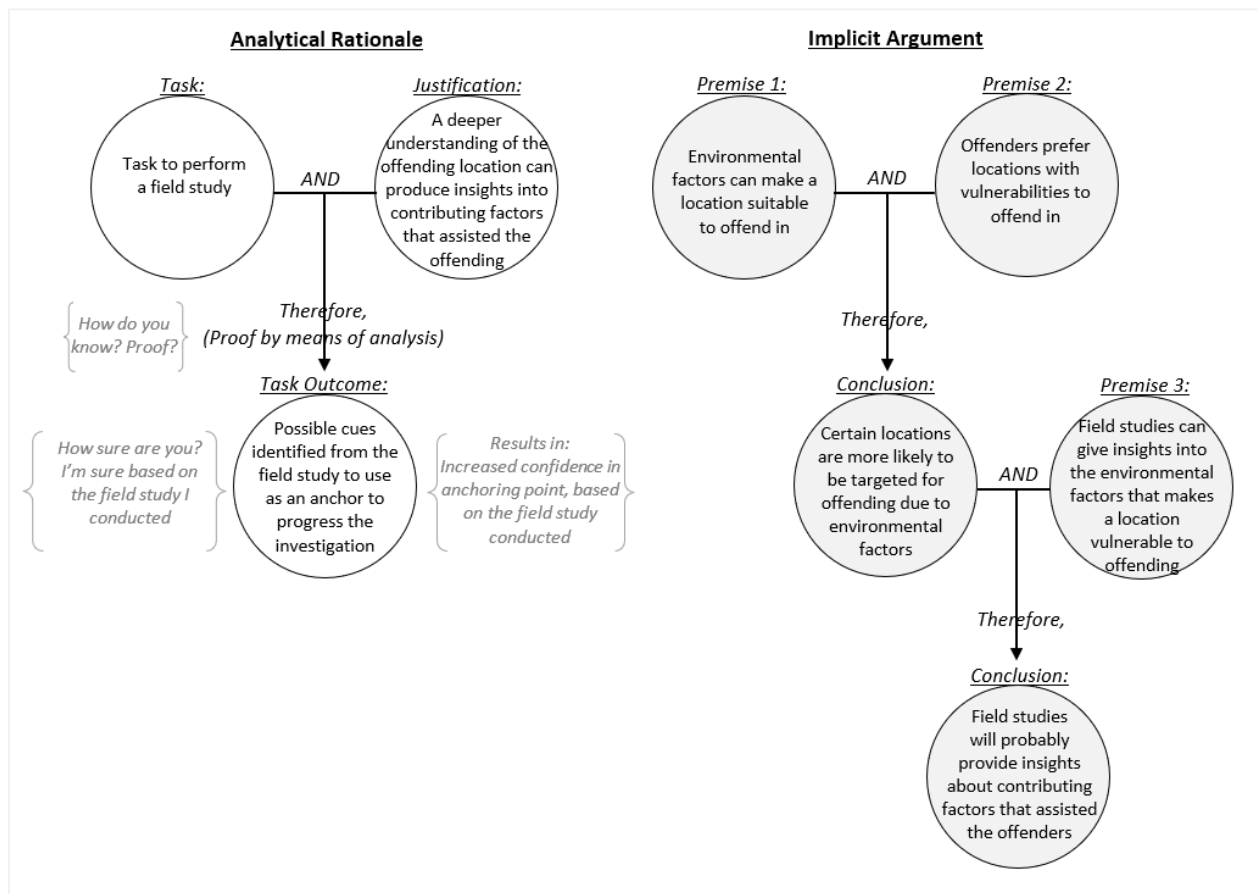 Analytical Rationale
Task:
Task to perform
a field study
AND
Justification:
A deeper
understanding of the
offending location can
produce insights into
contributing factors
that assisted the
offending
How do you
know? Proof?
Therefore,
(Proof by means of analysis)
Task Outcome:
How sure are you?
I'm sure based on
the field study I
conducted
Possible cues
identified from the
field study to use
as an anchor to
progress the
investigation
Results in:
Increased confidence in
anchoring point, based
on the field study
conducted
Implicit Argument
Premise 1:
Environmental
factors can make a
location suitable
to offend in
AND
Premise 2:
Offenders prefer
locations with
vulnerabilities to
offend in
Therefore,
Conclusion:
Certain locations
are more likely to
be targeted for
offending due to
environmental
factors
AND
Premise 3:
Field studies can
give insights into
the environmental
factors that makes
a location
vulnerable to
offending
Therefore,
Conclusion:
Field studies
will probably
provide insights
about contributing
factors that assisted
the offenders